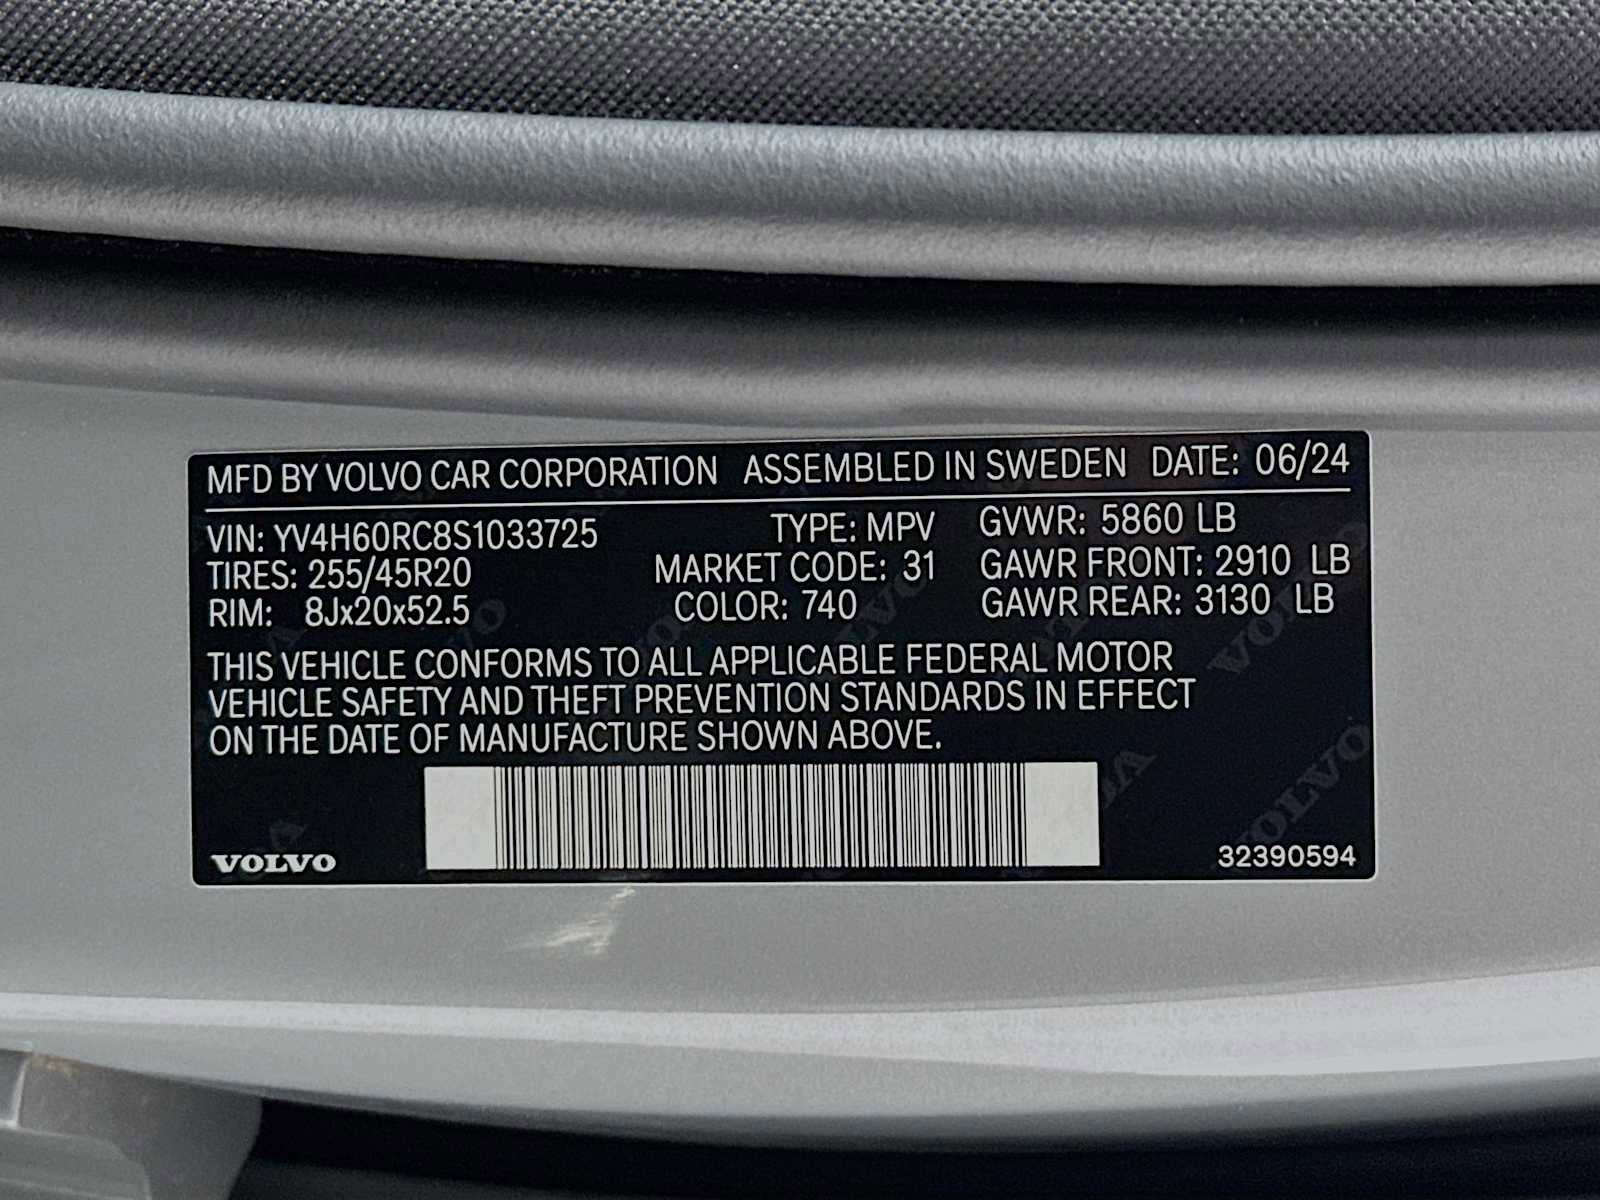 MFD BY VOLVO CAR CORPORATION ASSEMBLED IN SWEDEN DATE: 06/24
VIN: YV4H60RC8S1033725 TYPE: MPV GVWR: 5860 LB
TIRES: 255/45R20 MARKET CODE: 31 GAWR FRONT: 2910 LB
RIM: 8Jx20x52.5 COLOR: 740 GAWR REAR: 3130 LB
THIS VEHICLE CONFORMS TO ALL APPLICABLE FEDERAL MOTOR
VEHICLE SAFETY AND THEFT PREVENTION STANDARDS IN EFFECT
ON THE DATE OF MANUFACTURE SHOWN ABOVE.
VOLVO 32390594